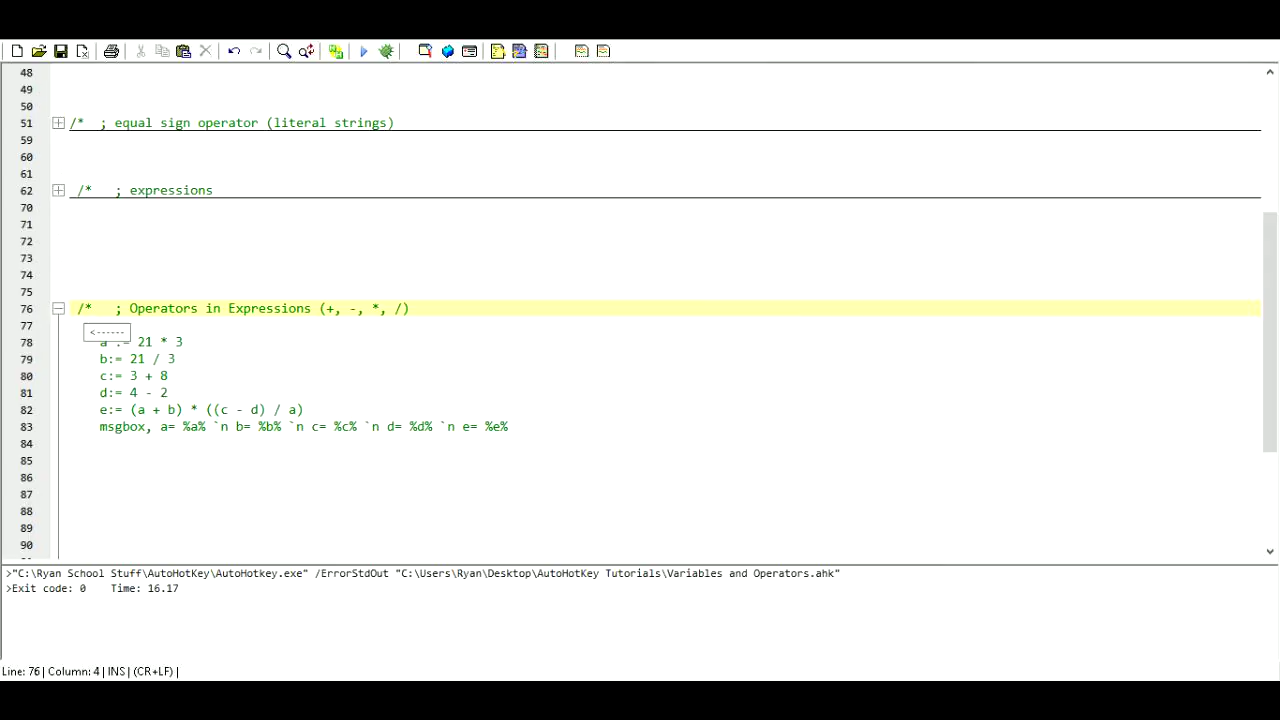 48
49
50
51 /* ; equal sign operator (literal strings)
59
60
61
62 /* ; expressions
70
71
72
73
74
75
76 /* ; Operators in Expressions (+, -, *, /)
77
<------
78 a := 21 * 3
79 b:= 21 / 3
80 c:= 3 + 8
81 d:= 4 - 2
82 e:= (a + b) * ((c - d) / a)
83 msgbox, a= %a% `n b= %b% `n c= %c% `n d= %d% `n e= %e%
84
85
86
87
88
89
90
>"C:\Ryan School Stuff\AutoHotKey\AutoHotkey.exe" /ErrorStdOut "C:\Users\Ryan\Desktop\AutoHotKey Tutorials\Variables and Operators.ahk"
>Exit code: 0 Time: 16.17
Line: 76| Column: 4| INS| (CR+LF)|